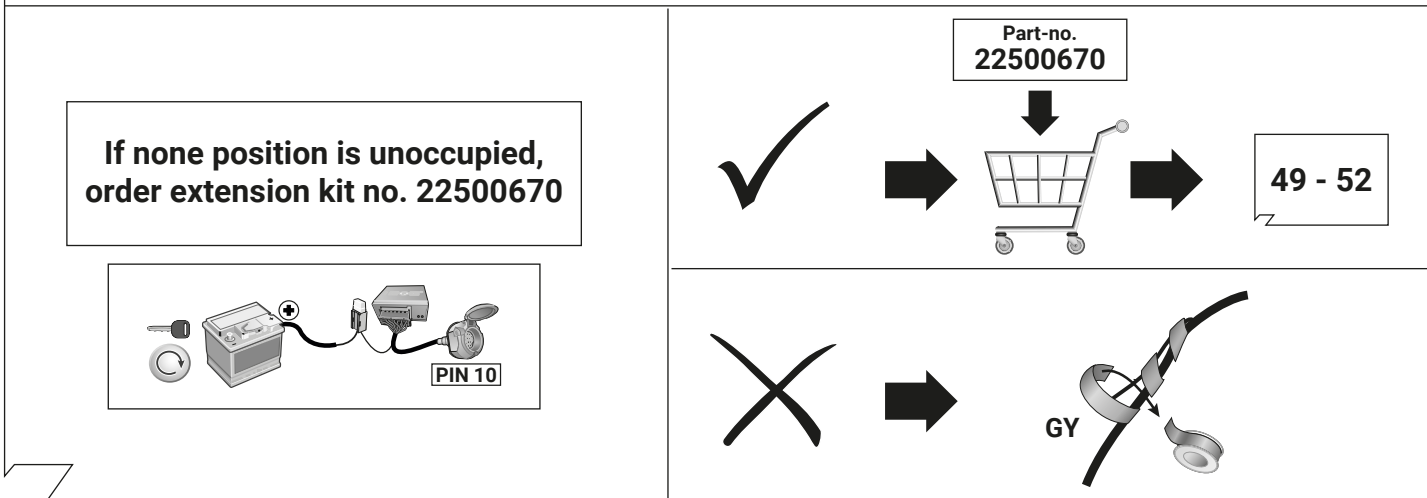 If none position is unoccupied,
order extension kit no. 22500670
PIN 10
Part-no.
22500670
49 - 52
GY